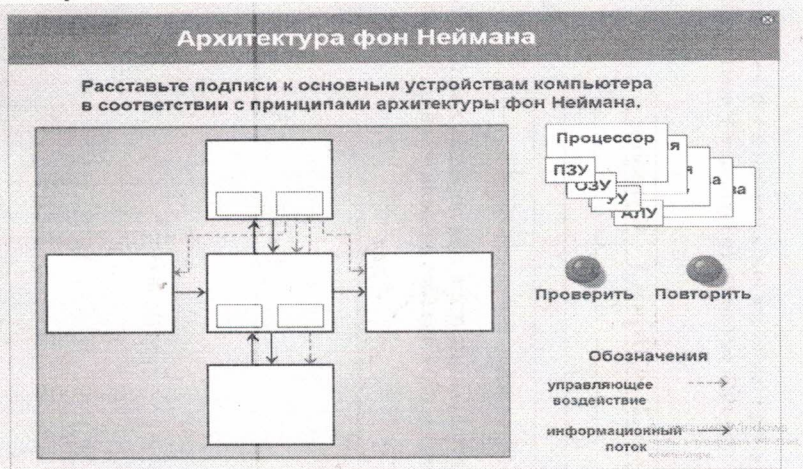 Архитектура фон Неймана
Расставьте подписи к основным устройствам компьютера
в соответствии с принципами архитектуры фон Неймана.
Процессор
я
ПЗУ
я
ОЗУ
а
УУ
ва
АЛУ
Проверить Повторить
Обозначения
управляющее
воздействие
информационный
поток